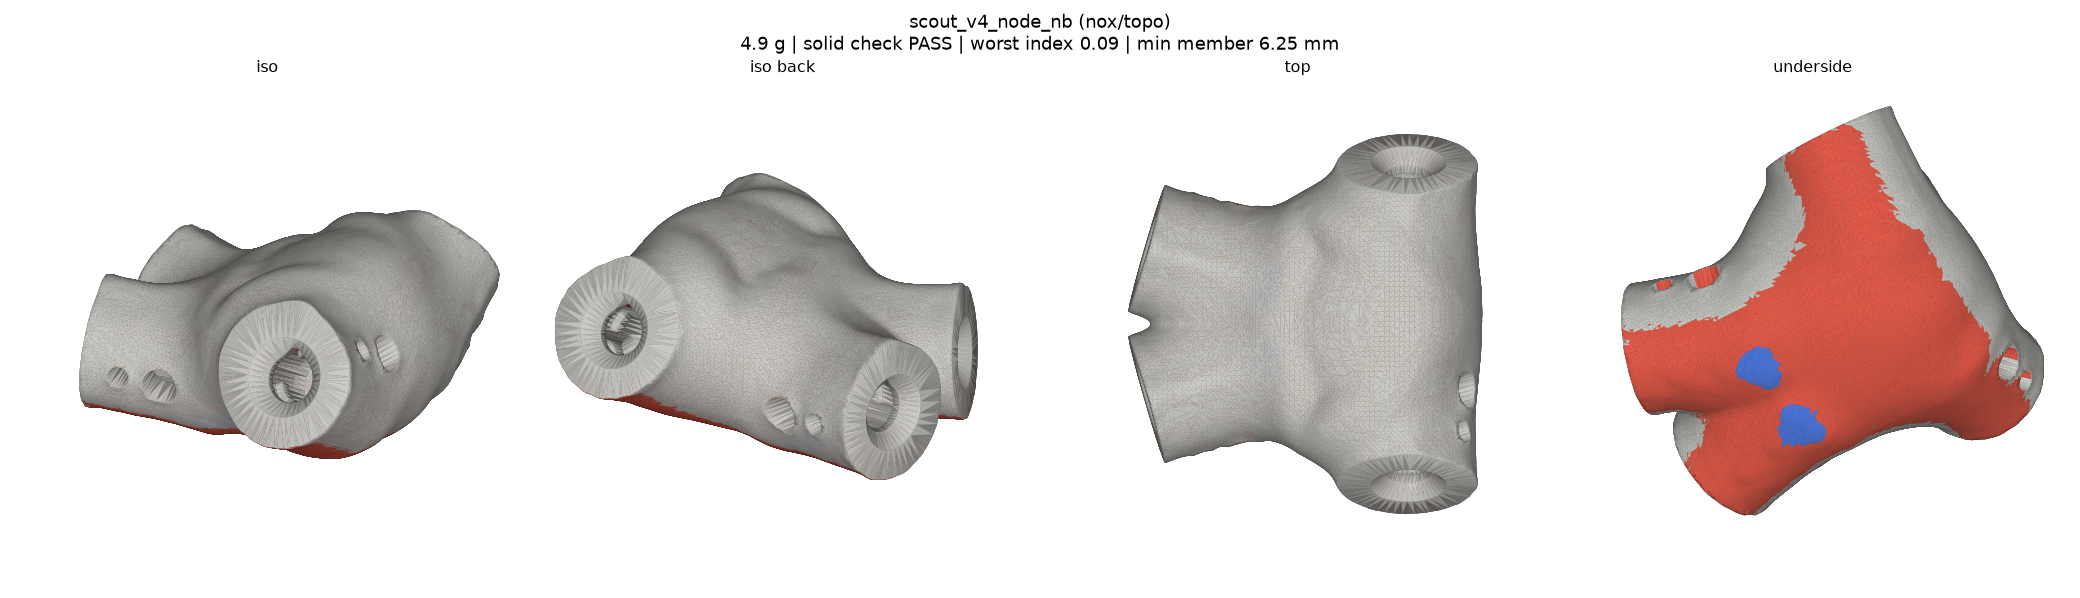 scout_v4_node_nb (nox/topo)
4.9 g | solid check PASS | worst index 0.09 | min member 6.25 mm
iso
iso back
top
underside